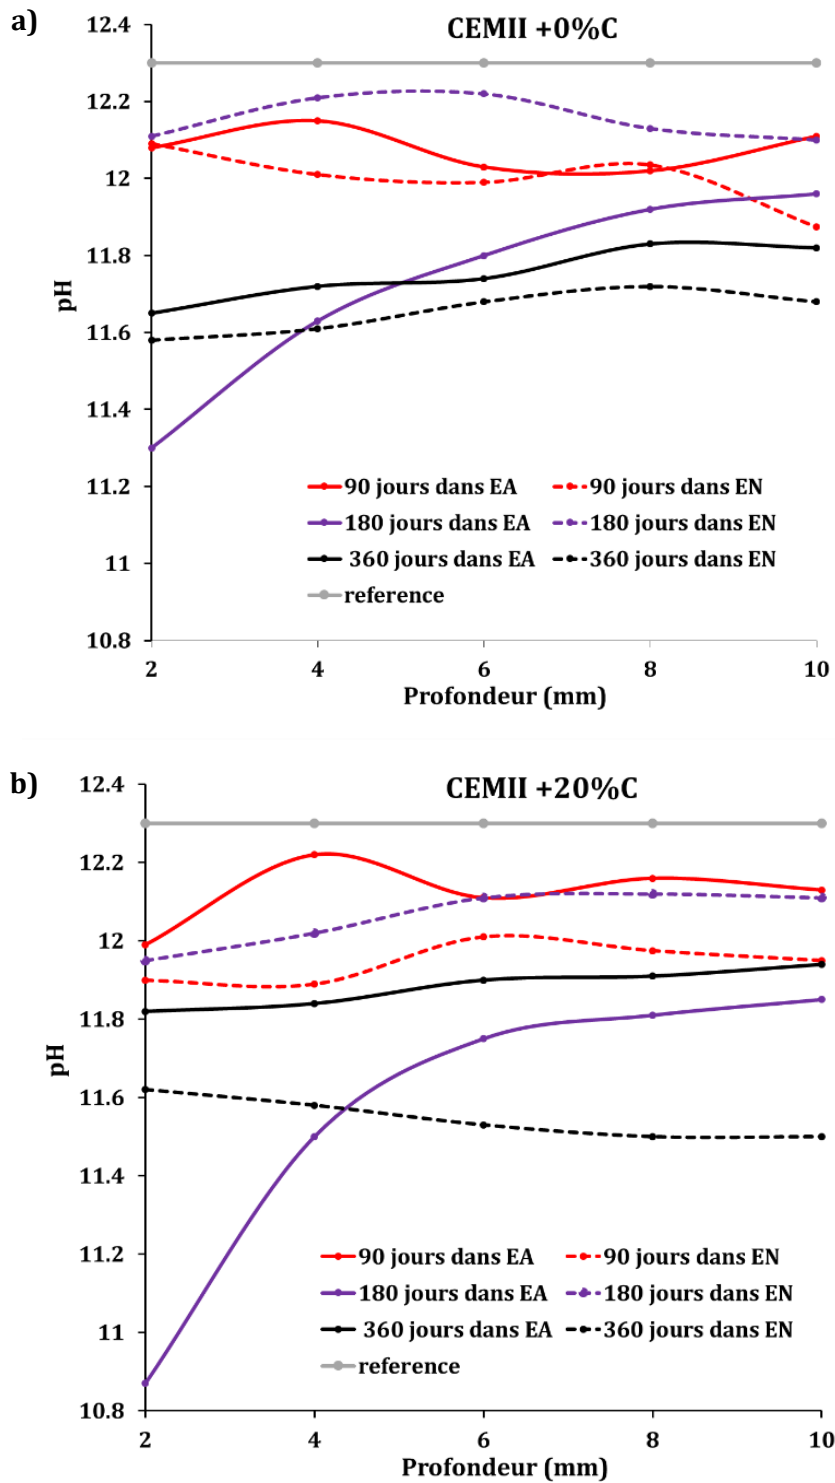 a)
CEMII +0%C
12.4
12.2
12
11.8
11.6
11.4
11.2
11
10.8
pH
90 jours dans EA 90 jours dans EN
180 jours dans EA 180 jours dans EN
360 jours dans EA 360 jours dans EN
reference
2 4 6 8 10
Profondeur (mm)
b)
CEMII +20%C
12.4
12.2
12
11.8
11.6
11.4
11.2
11
10.8
pH
90 jours dans EA 90 jours dans EN
180 jours dans EA 180 jours dans EN
360 jours dans EA 360 jours dans EN
reference
2 4 6 8 10
Profondeur (mm)